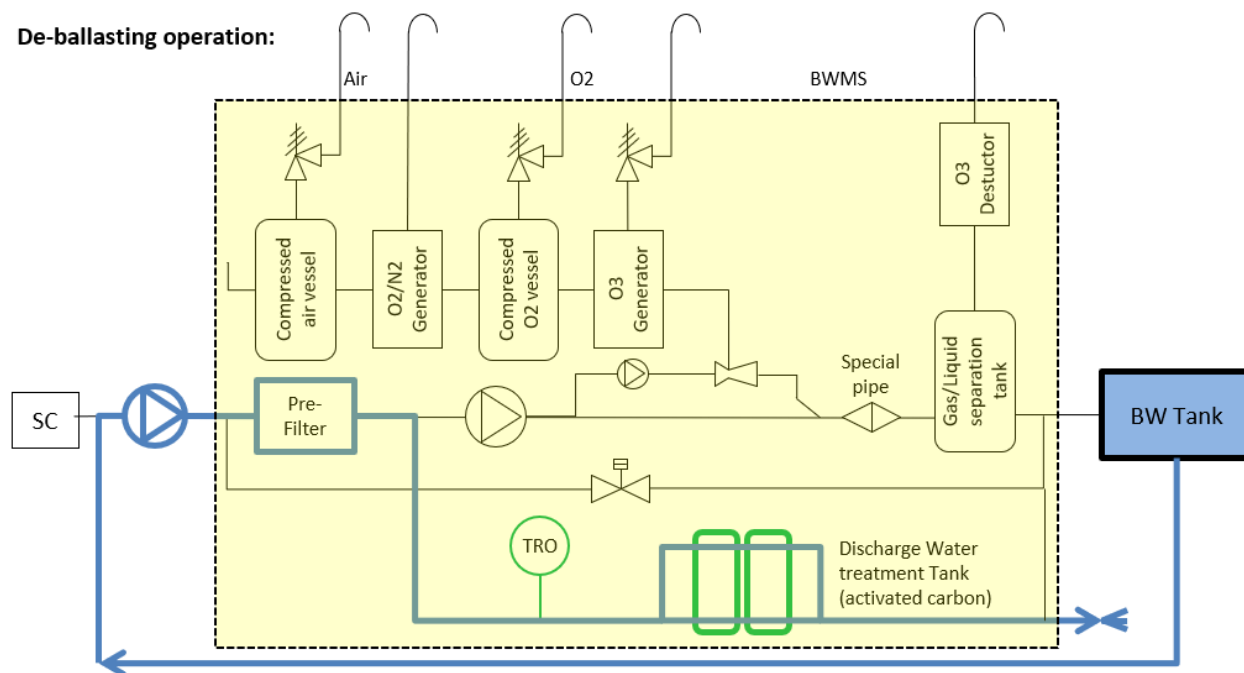 De-ballasting operation:
Air
O2
BWMS
Compressed
air vessel
O2/N2
Generator
Compressed
O2 vessel
O3
Generator
O3
Destuctor
Gas/Liquid
separation
tank
Special
pipe
SC
Pre-
Filter
BW Tank
TRO
Discharge Water
treatment Tank
(activated carbon)